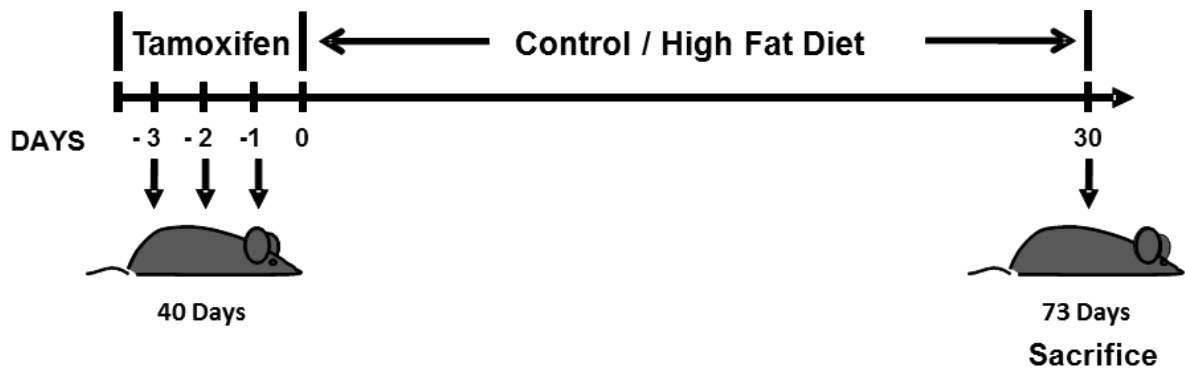 Tamoxifen
Control / High Fat Diet
DAYS - 3 - 2 -1 0 30
40 Days
73 Days
Sacrifice